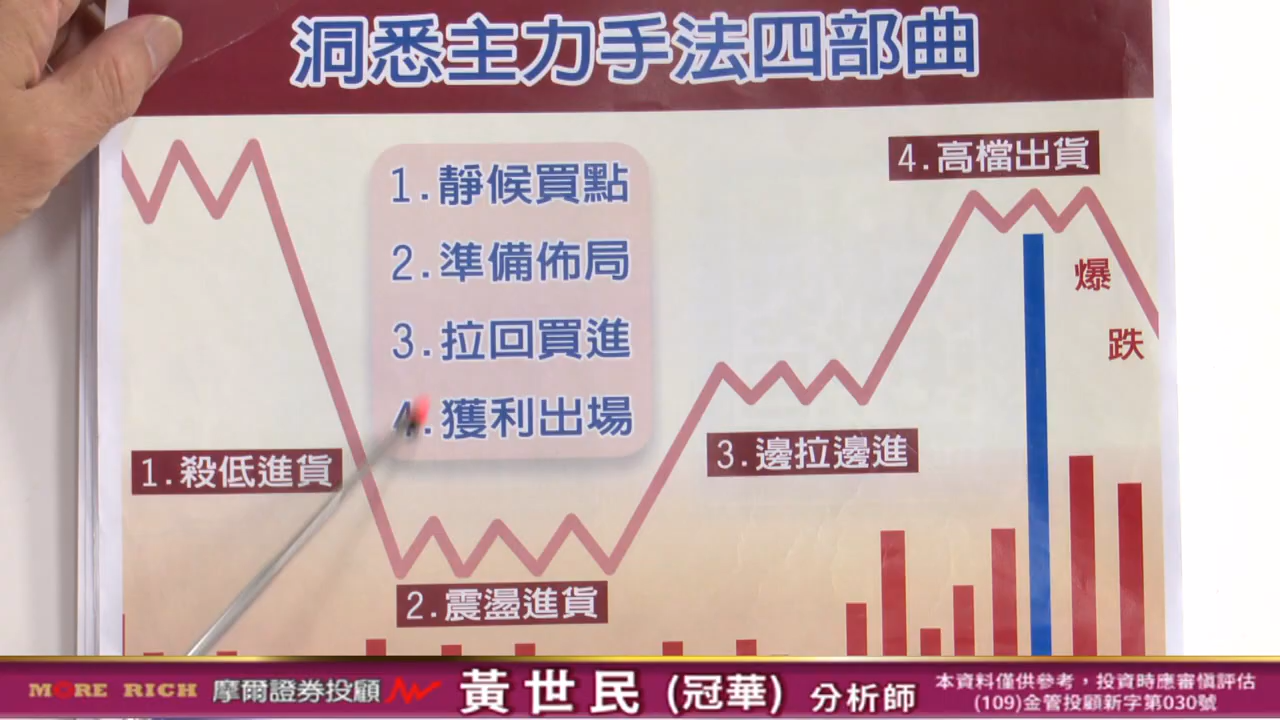 洞悉主力手法四部曲
4.高檔出貨
1.靜候買點
2.準備佈局
3.拉回買進
4.獲利出場
爆
跌
1.殺低進貨
3.邊拉邊進
2.震盪進貨
MORE RICH 摩爾證券投顧 黃世民(冠華) 分析師
本資料僅供參考，投資時應審慎評估
(109)金管投顧新字第030號